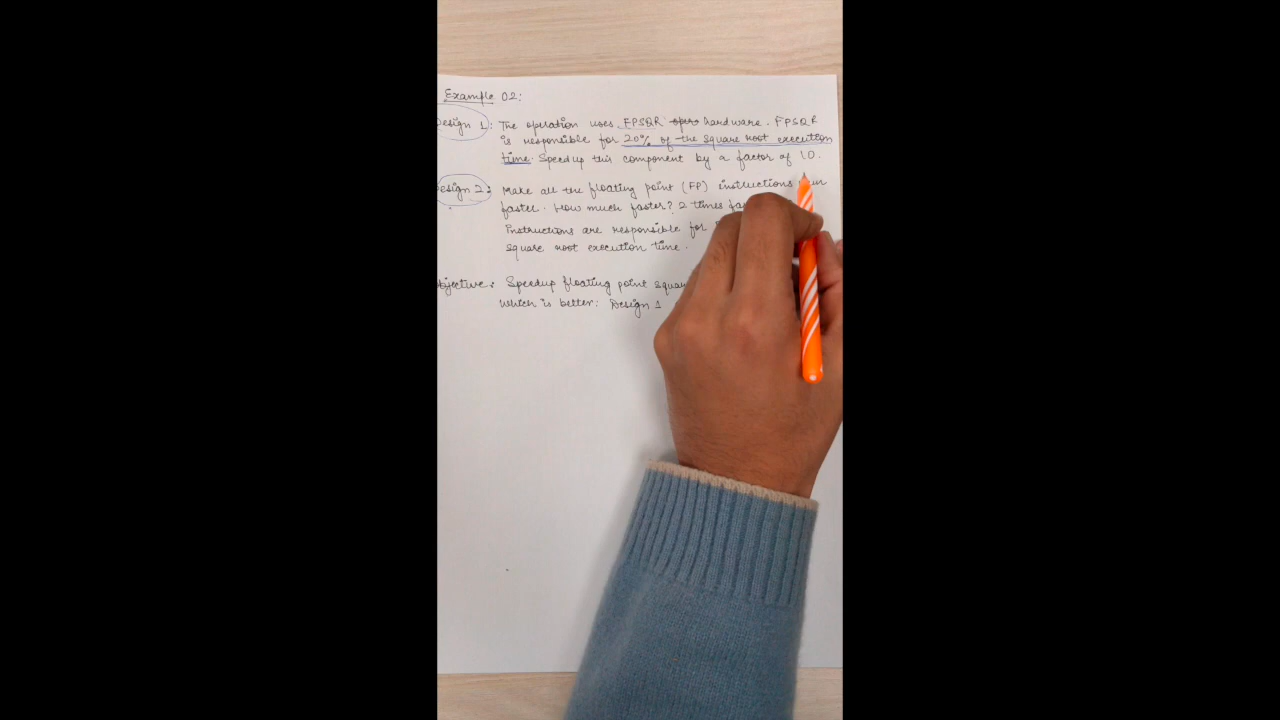 Example 02:
Design 1: The operation uses FPSQR hardware. FPSQR
is responsible for 20% of the square root execution
time. Speedup this component by a factor of 10.
Design 2: Make all the floating point (FP) instructions run
faster. How much faster? 2 times
Instructions are responsible for
square root execution time.
Objective: Speedup floating point
Which is better: Design 1